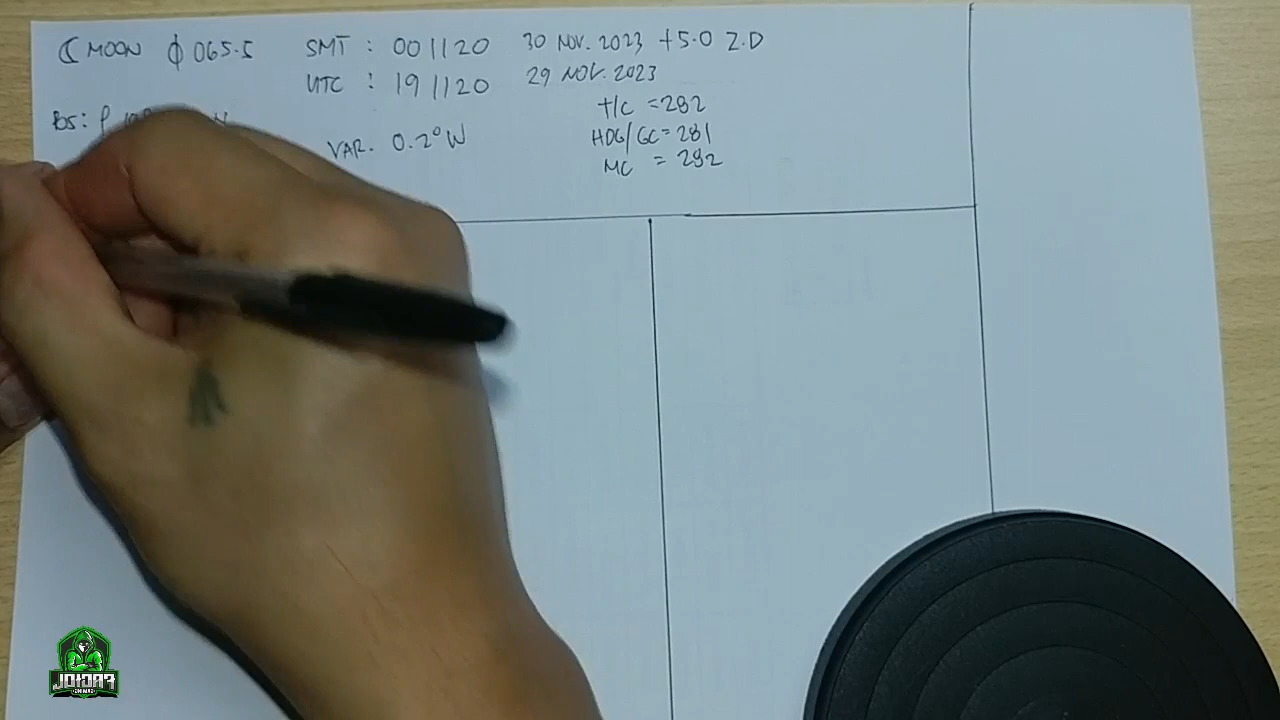 ☾ MOON ϕ 065.5 SMT : 001120 30 NOV. 2023 +5.0 Z.D
UTC : 191120 29 NOV. 2023
T/C = 282
BS:
VAR. 0.2° W
HDG/GC = 281
MC = 282